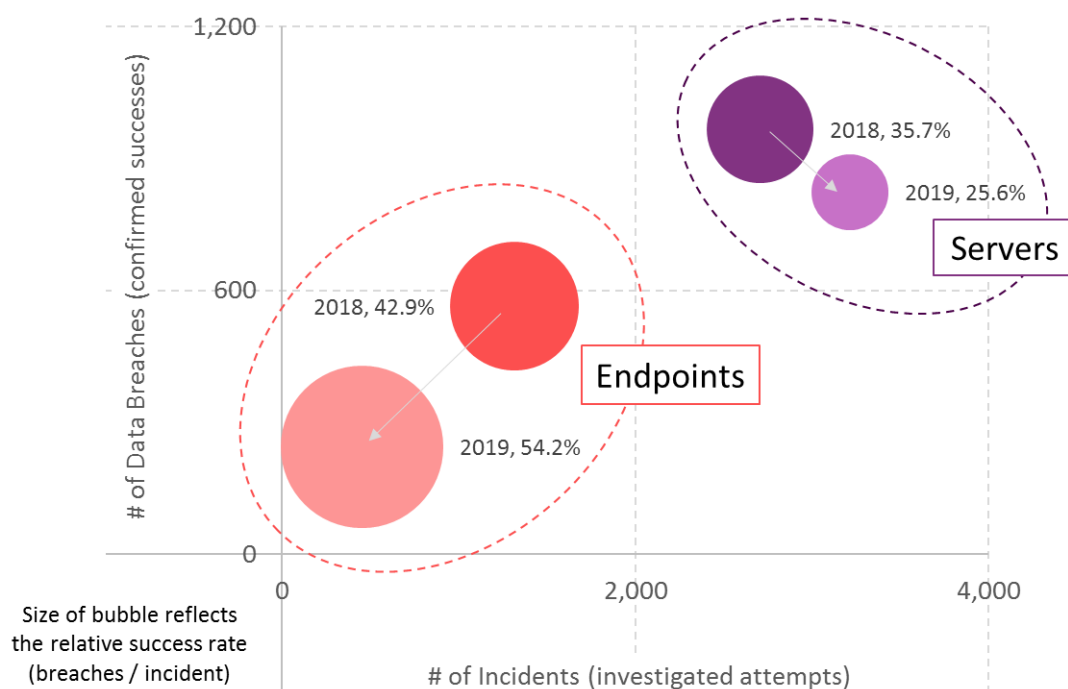 1,200
# of Data Breaches (confirmed successes)
2018, 35.7%
2019, 25.6%
Servers
600
2018, 42.9%
Endpoints
2019, 54.2%
0
0
2,000
4,000
Size of bubble reflects
the relative success rate
(breaches / incident)
# of Incidents (investigated attempts)